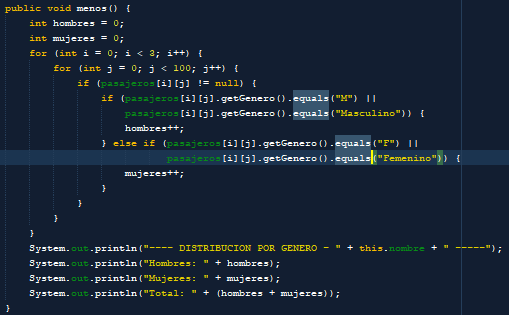 public void menos() {
int hombres = 0;
int mujeres = 0;
for (int i = 0; i < 3; i++) {
for (int j = 0; j < 100; j++) {
if (pasajeros[i][j] != null) {
if (pasajeros[i][j].getGenero().equals("M") ||
pasajeros[i][j].getGenero().equals("Masculino")) {
hombres++;
} else if (pasajeros[i][j].getGenero().equals("F") ||
pasajeros[i][j].getGenero().equals("Femenino")) {
mujeres++;
}
}
}
}
System.out.println("---- DISTRIBUCION POR GENERO - " + this.nombre + " -----");
System.out.println("Hombres: " + hombres);
System.out.println("Mujeres: " + mujeres);
System.out.println("Total: " + (hombres + mujeres));
}